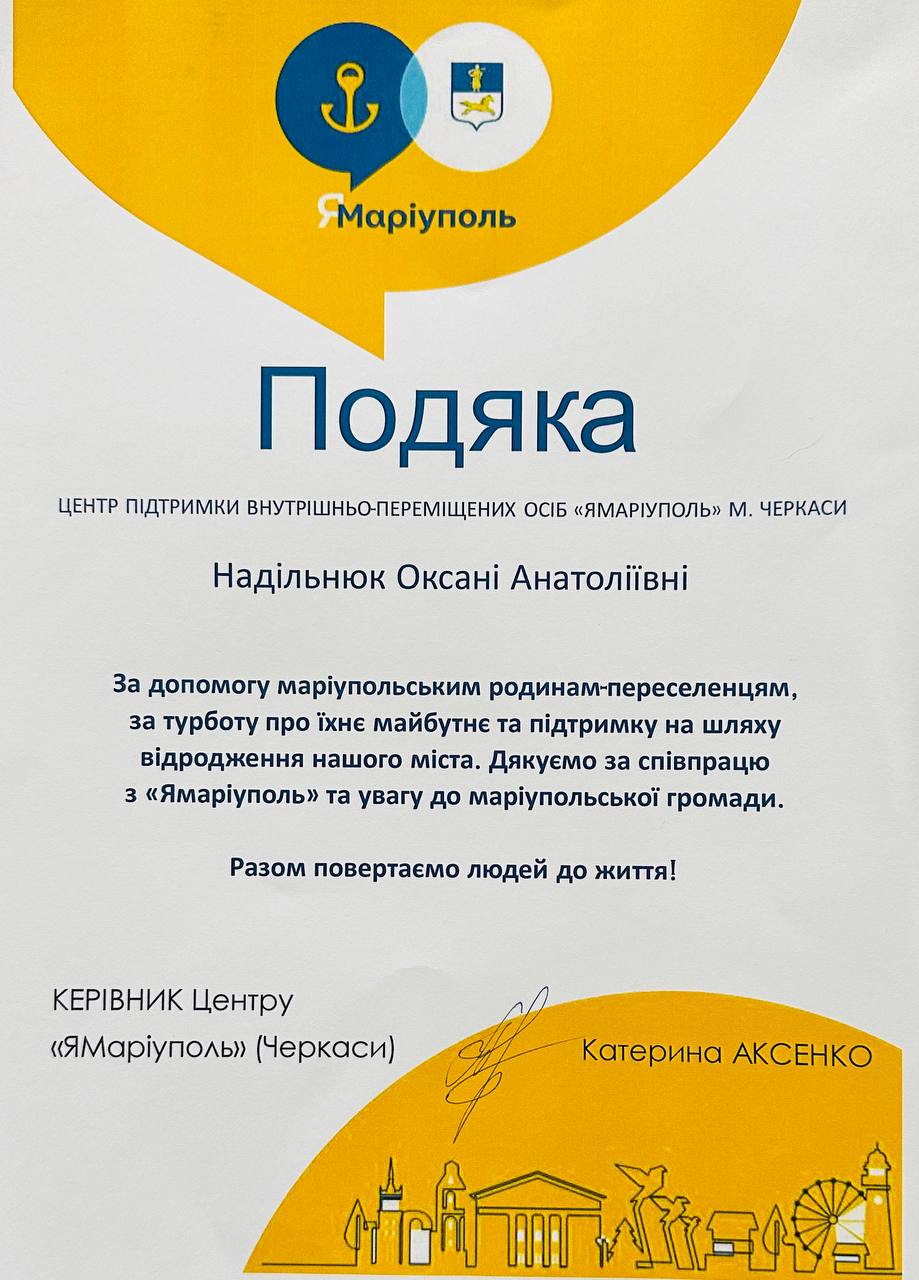 ЯМаріуполь
Подяка
ЦЕНТР ПІДТРИМКИ ВНУТРІШНЬО-ПЕРЕМІЩЕНИХ ОСІБ «ЯМАРІУПОЛЬ» М. ЧЕРКАСИ
Надільнюк Оксані Анатоліївні
За допомогу маріупольським родинам-переселенцям,
за турботу про їхнє майбутнє та підтримку на шляху
відродження нашого міста. Дякуємо за співпрацю
з «Ямаріуполь» та увагу до маріупольської громади.
Разом повертаємо людей до життя!
КЕРІВНИК Центру
«ЯМаріуполь» (Черкаси)
Катерина АКСЕНКО